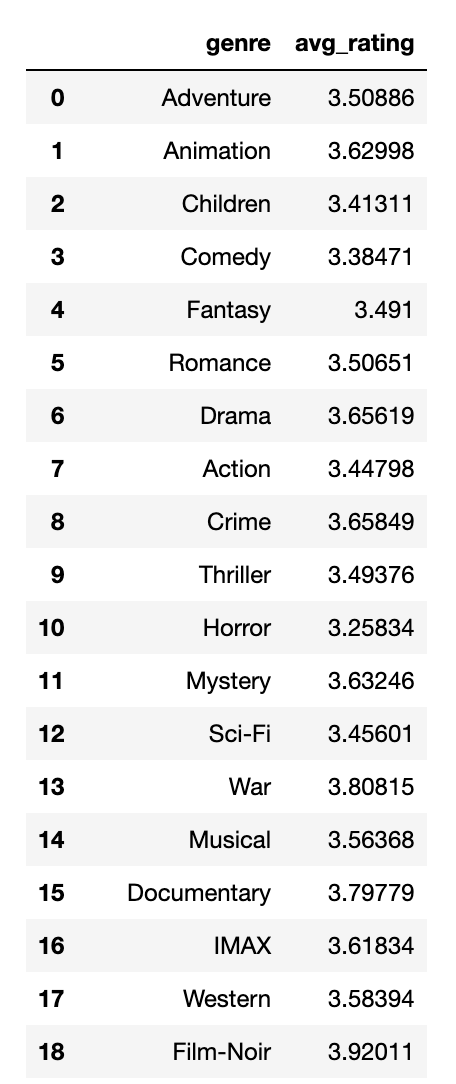 genre avg_rating
0 Adventure 3.50886
1 Animation 3.62998
2 Children 3.41311
3 Comedy 3.38471
4 Fantasy 3.491
5 Romance 3.50651
6 Drama 3.65619
7 Action 3.44798
8 Crime 3.65849
9 Thriller 3.49376
10 Horror 3.25834
11 Mystery 3.63246
12 Sci-Fi 3.45601
13 War 3.80815
14 Musical 3.56368
15 Documentary 3.79779
16 IMAX 3.61834
17 Western 3.58394
18 Film-Noir 3.92011